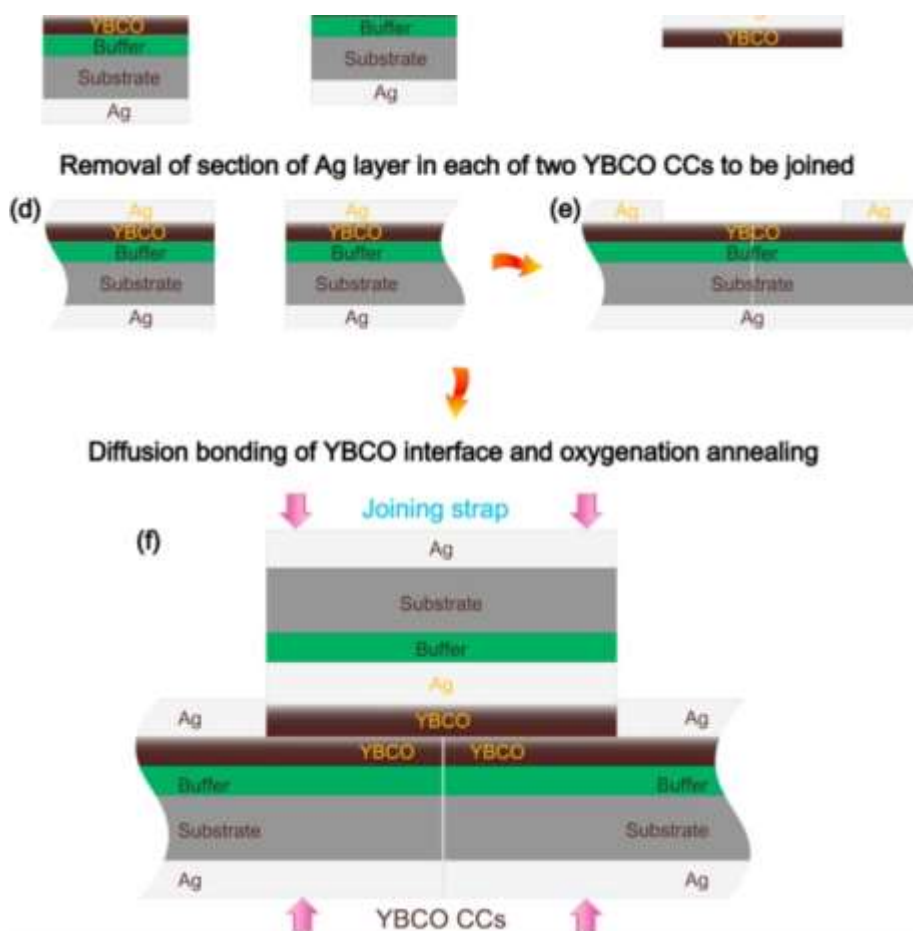 YBCO
Buffer
Substrate
Ag
Buffer
Substrate
Ag
YBCO
Removal of section of Ag layer in each of two YBCO CCs to be joined
(d)
Ag
YBCO
Buffer
Substrate
Ag
Ag
YBCO
Buffer
Substrate
Ag
(e)
Ag
Ag
YBCO
Buffer
Substrate
Ag
Diffusion bonding of YBCO interface and oxygenation annealing
Joining strap
(f)
Ag
Substrate
Buffer
Ag
Ag
YBCO
Ag
YBCO
YBCO
Buffer
Buffer
Substrate
Substrate
Ag
Ag
YBCO CCs